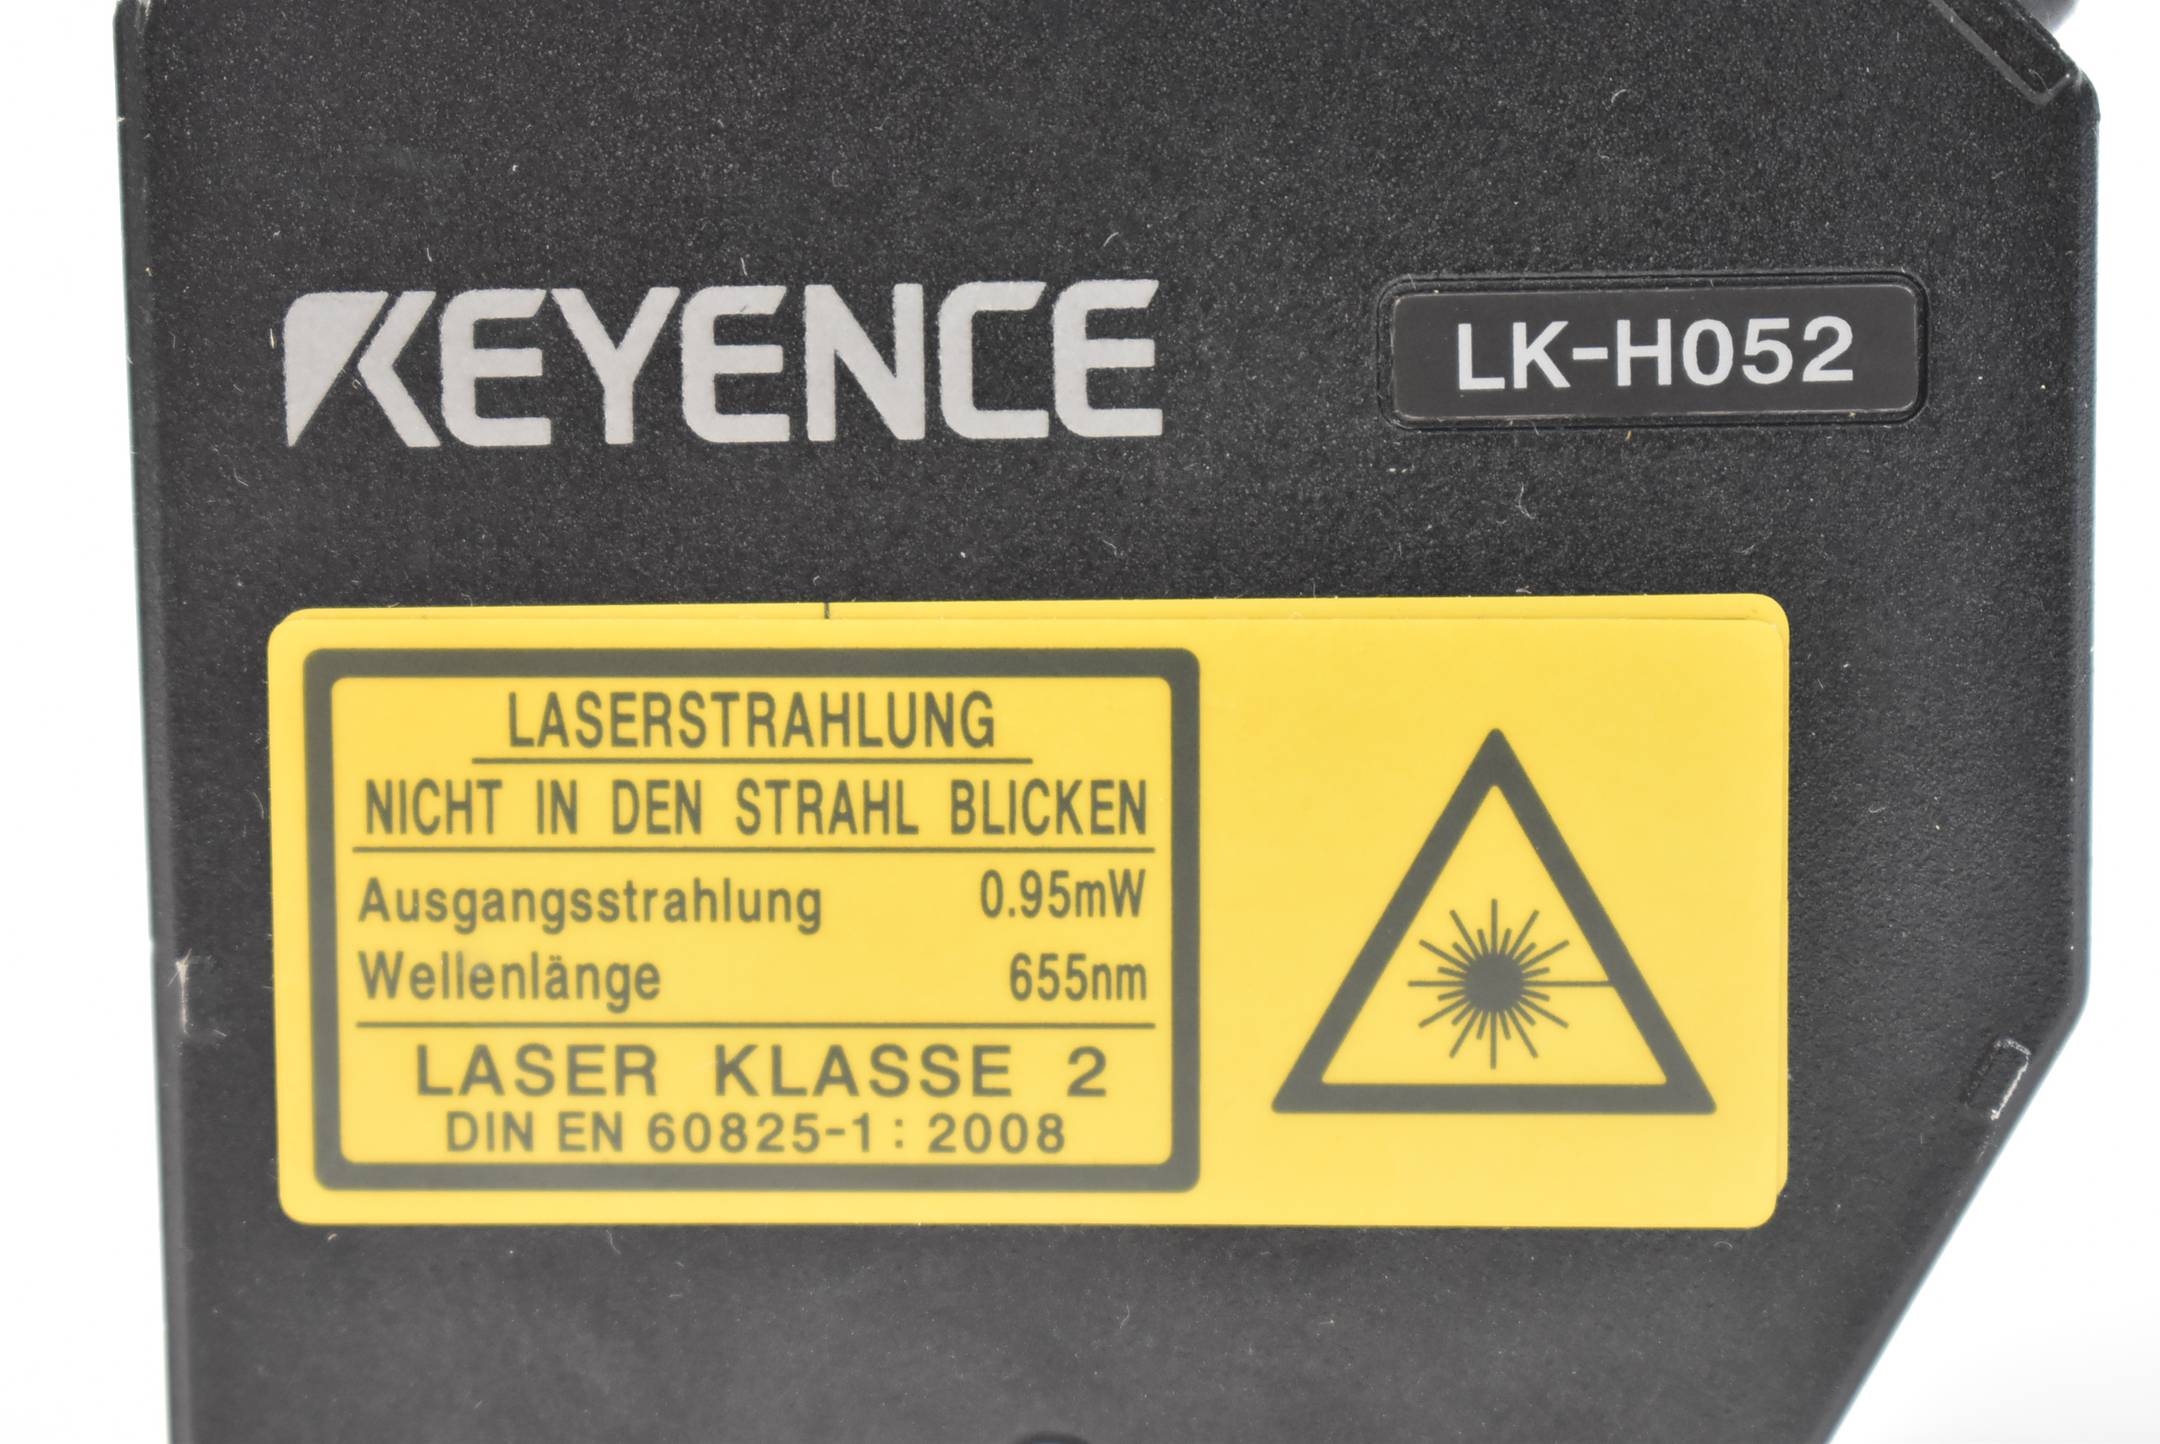 KEYENCE
LK-H052
LASERSTRAHLUNG
NICHT IN DEN STRAHL BLICKEN
Ausgangsstrahlung 0.95mW
Wellenlänge 655nm
LASER KLASSE 2
DIN EN 60825-1 : 2008